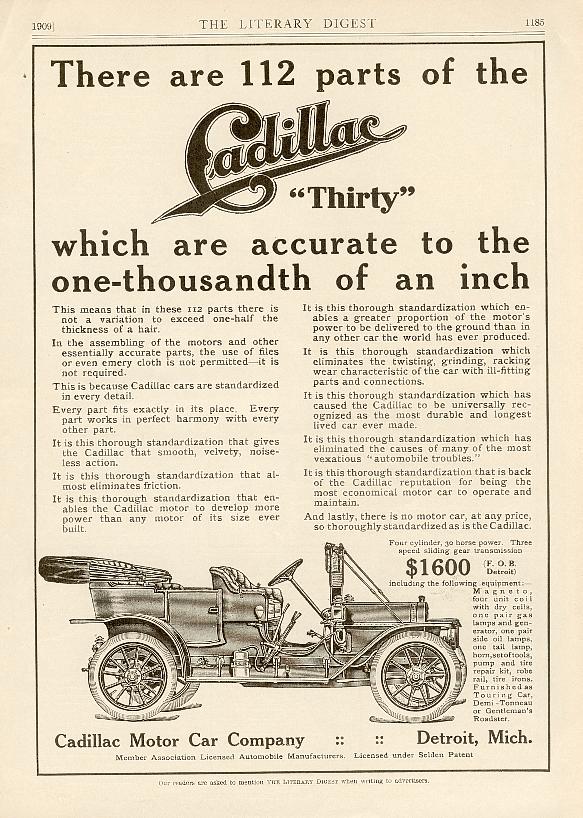 1909]
THE LITERARY DIGEST
1185
There are 112 parts of the
Cadillac
“Thirty”
which are accurate to the
one-thousandth of an inch
This means that in these 112 parts there is
not a variation to exceed one-half the
thickness of a hair.
In the assembling of the motors and other
essentially accurate parts, the use of files
or even emery cloth is not permitted—it is
not required.
This is because Cadillac cars are standardized
in every detail.
Every part fits exactly in its place. Every
part works in perfect harmony with every
other part.
It is this thorough standardization that gives
the Cadillac that smooth, velvety, noise-
less action.
It is this thorough standardization that al-
most eliminates friction.
It is this thorough standardization that en-
ables the Cadillac motor to develop more
power than any motor of its size ever
built.
It is this thorough standardization which en-
ables a greater proportion of the motor's
power to be delivered to the ground than in
any other car the world has ever produced.
It is this thorough standardization which
eliminates the twisting, grinding, racking
wear characteristic of the car with ill-fitting
parts and connections.
It is this thorough standardization which has
caused the Cadillac to be universally rec-
ognized as the most durable and longest
lived car ever made.
It is this thorough standardization which has
eliminated the causes of many of the most
vexatious “automobile troubles.”
It is this thorough standardization that is back
of the Cadillac reputation for being the
most economical motor car to operate and
maintain.
And lastly, there is no motor car, at any price,
so thoroughly standardized as is the Cadillac.
Four cylinder, 30 horse power. Three
speed sliding gear transmission
$1600 (F. O. B.
Detroit)
including the following equipment:—
Magneto,
four unit coil
with dry cells,
one pair gas
lamps and gen-
erator, one pair
side oil lamps,
one tail lamp,
horn, set of tools,
pump and tire
repair kit, robe
rail, tire irons.
Furnished as
Touring Car,
Demi-Tonneau
or Gentleman's
Roadster.
Cadillac Motor Car Company :: :: Detroit, Mich.
Member Association Licensed Automobile Manufacturers. Licensed under Selden Patent
Our readers are asked to mention THE LITERARY DIGEST when writing to advertisers.